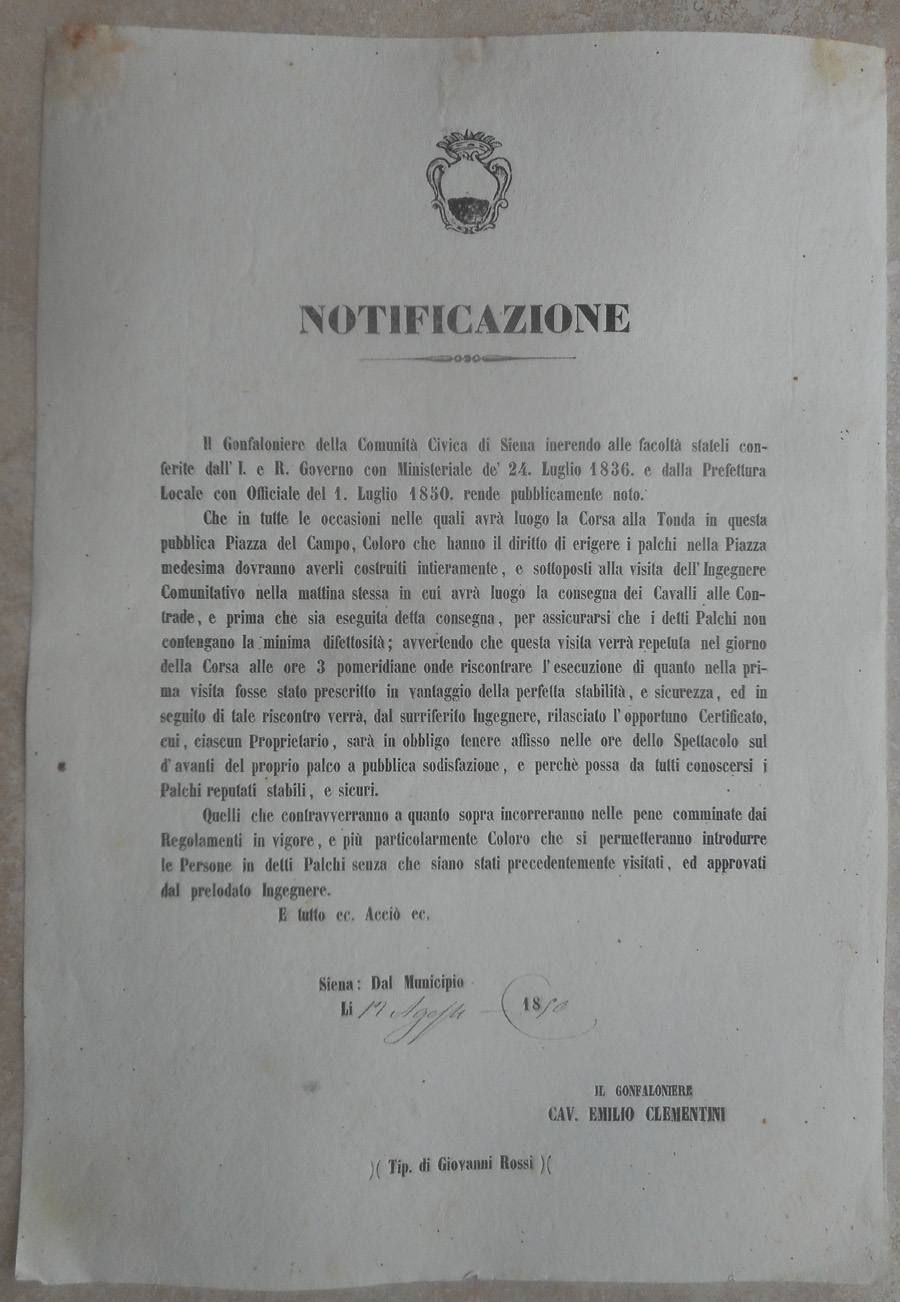 NOTIFICAZIONE
Il Gonfaloniere della Comunità Civica di Siena inerendo alle facoltà stateli con-
ferite dall' I. e R. Governo con Ministeriale de' 24. Luglio 1836. e dalla Prefettura
Locale con Officiale del 1. Luglio 1850. rende pubblicamente noto.
Che in tutte le occasioni nelle quali avrà luogo la Corsa alla Tonda in questa
pubblica Piazza del Campo, Coloro che hanno il diritto di erigere i palchi nella Piazza
medesima dovranno averli costruiti intieramente, e sottoposti alla visita dell'Ingegnere
Comunitativo nella mattina stessa in cui avrà luogo la consegna dei Cavalli alle Con-
trade, e prima che sia eseguita detta consegna, per assicurarsi che i detti Palchi non
contengano la minima difettosità; avvertendo che questa visita verrà repetuta nel giorno
della Corsa alle ore 3 pomeridiane onde riscontrare l'esecuzione di quanto nella pri-
ma visita fosse stato prescritto in vantaggio della perfetta stabilità, e sicurezza, ed in
seguito di tale riscontro verrà, dal surriferito Ingegnere, rilasciato l'opportuno Certificato,
cui, ciascun Proprietario, sarà in obbligo tenere affisso nelle ore dello Spettacolo sul
d'avanti del proprio palco a pubblica sodisfazione, e perchè possa da tutti conoscersi i
Palchi reputati stabili, e sicuri.
Quelli che contravverranno a quanto sopra incorreranno nelle pene comminate dai
Regolamenti in vigore, e più particolarmente Coloro che si permetteranno introdurre
le Persone in detti Palchi senza che siano stati precedentemente visitati, ed approvati
dal prelodato Ingegnere.
E tutto ec. Acciò ec.
Siena: Dal Municipio
Li 12 Agosto 1850
IL GONFALONIERE
CAV. EMILIO CLEMENTINI
)( Tip. di Giovanni Rossi )(